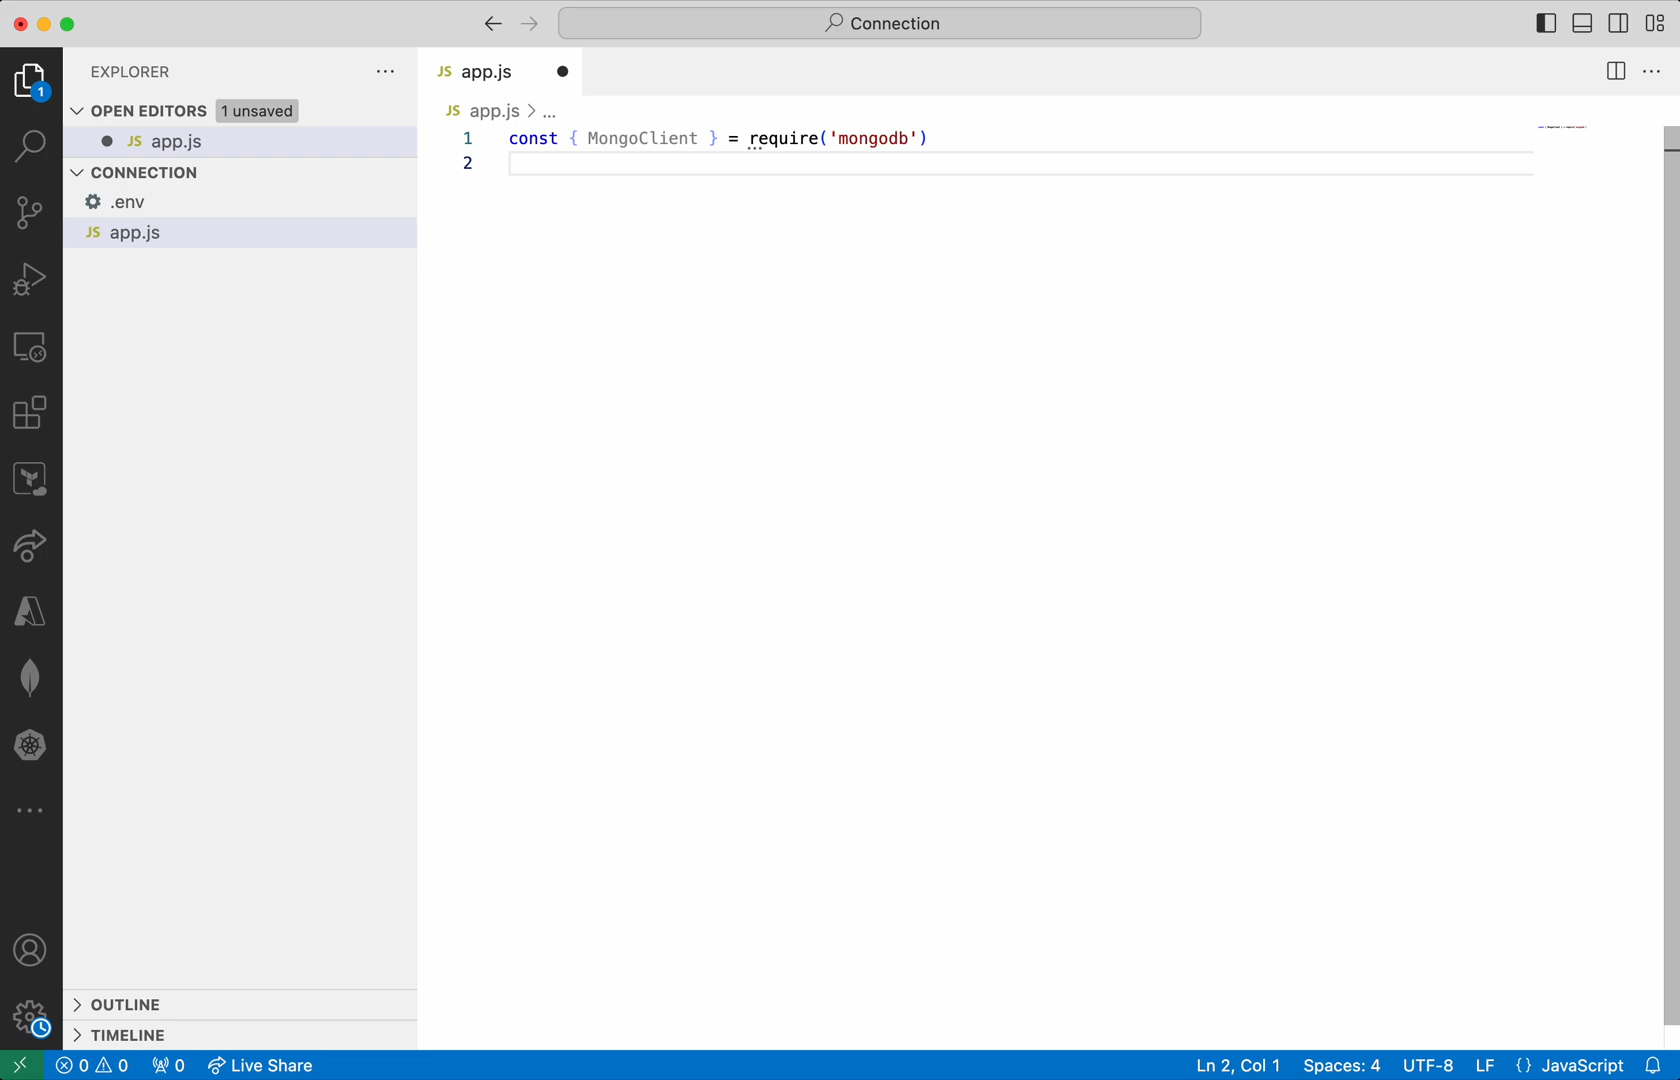 Connection
1
EXPLORER
JS app.js
OPEN EDITORS 1 unsaved
JS app.js > ...
JS app.js
1 const { MongoClient } = require('mongodb')
2
CONNECTION
.env
JS app.js
OUTLINE
TIMELINE
0 0 0 Live Share Ln 2, Col 1 Spaces: 4 UTF-8 LF {} JavaScript